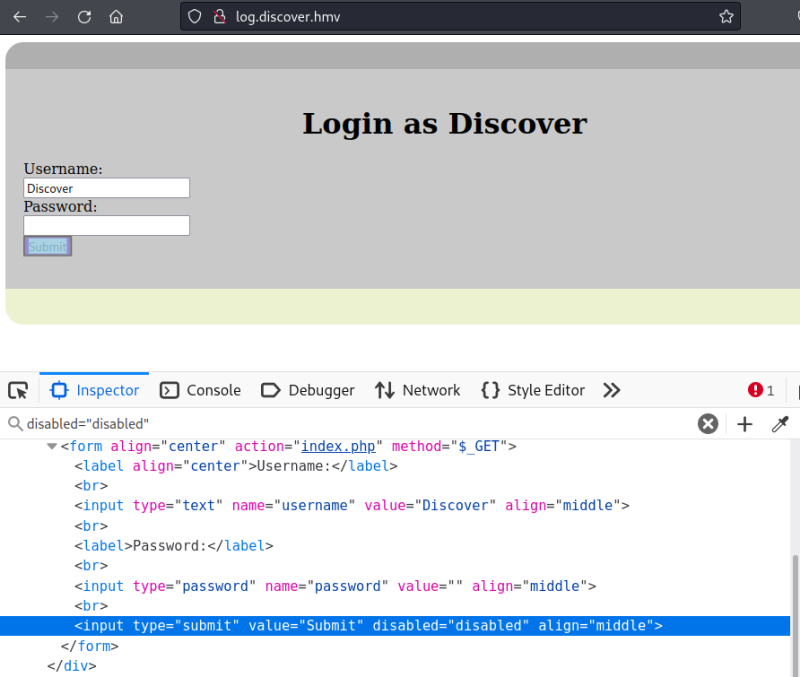 log.discover.hmv
Login as Discover
Username:
Discover
Password:
Submit
Inspector Console Debugger Network Style Editor 1
disabled="disabled"
<form align="center" action="index.php" method="$_GET">
<label align="center">Username:</label>
<br>
<input type="text" name="username" value="Discover" align="middle">
<br>
<label>Password:</label>
<br>
<input type="password" name="password" value="" align="middle">
<br>
<input type="submit" value="Submit" disabled="disabled" align="middle">
</form>
</div>